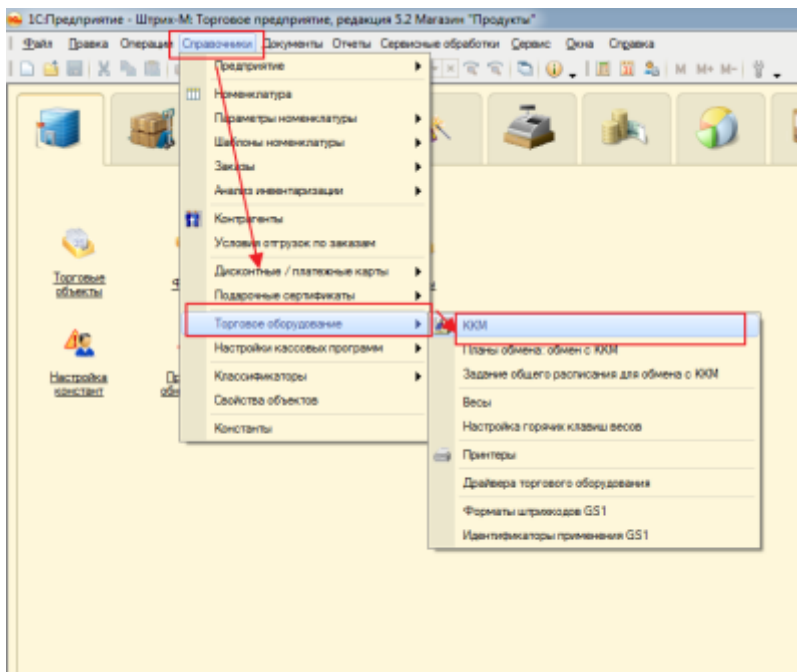 1С:Предприятие - Штрих-М: Торговое предприятие, редакция 5.2 Магазин "Продукты"
Файл Правка Операции Справочники Документы Отчеты Сервисные обработки Сервис Окна Справка
M M+ M-
Предприятие
Номенклатура
Параметры номенклатуры
Шаблоны номенклатуры
Заказы
Анализ инвентаризации
Контрагенты
Условия отгрузок по заказам
Дисконтные / платежные карты
Подарочные сертификаты
Торговое оборудование
Настройки кассовых программ
Классификаторы
Свойства объектов
Константы
ККМ
Планы обмена: обмен с ККМ
Задание общего расписания для обмена с ККМ
Весы
Настройка горячих клавиш весов
Принтеры
Драйвера торгового оборудования
Форматы штрихкодов GS1
Идентификаторы применения GS1
Торговые
объекты
Настройка
констант